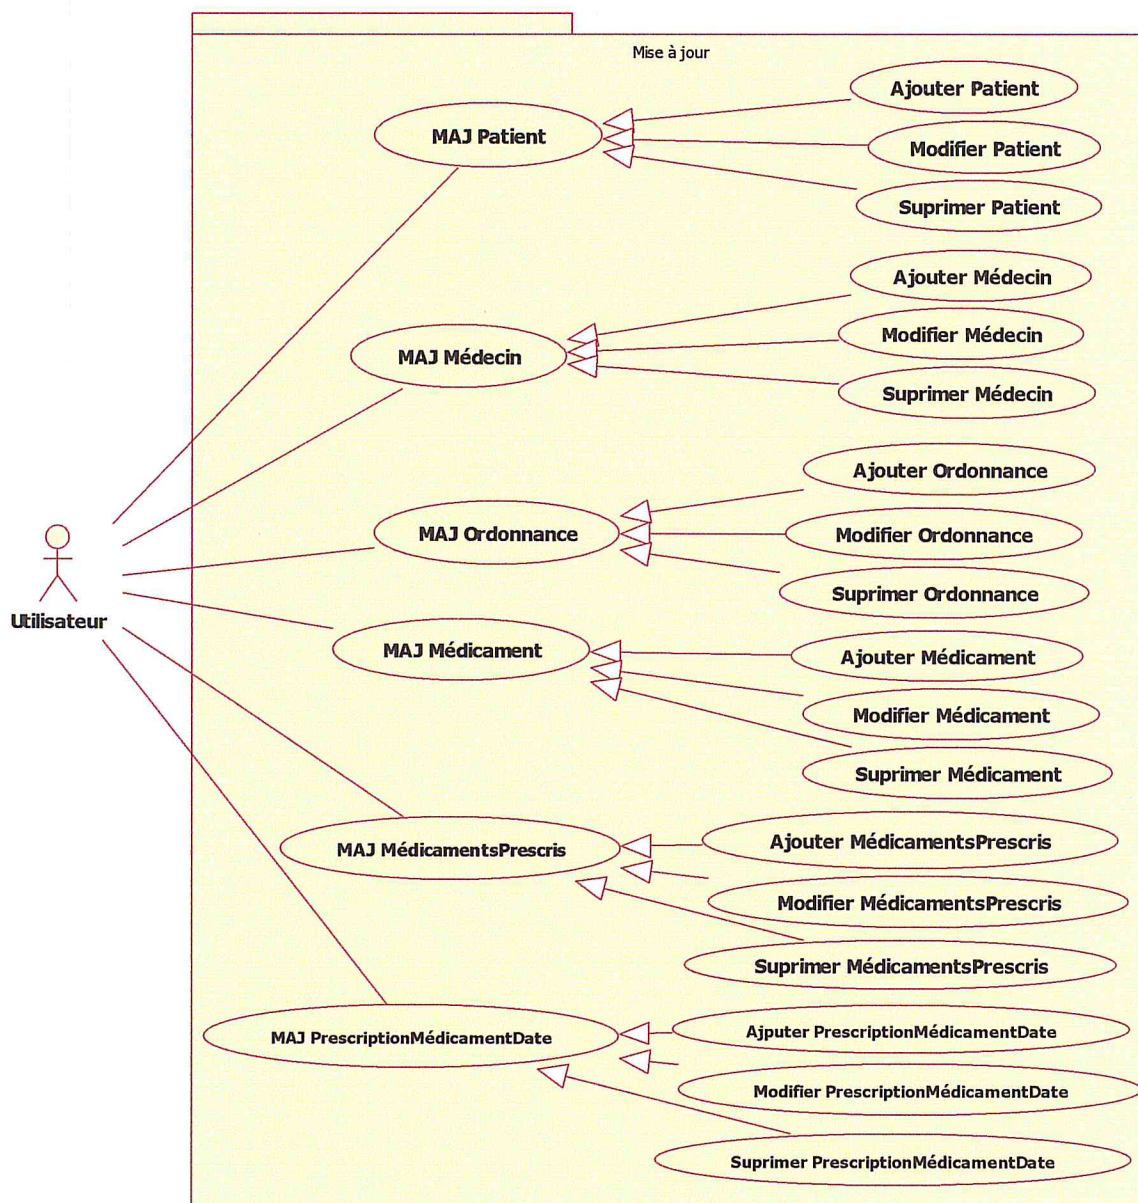 Mise à jour
Ajouter Patient
MAJ Patient
Modifier Patient
Suprimer Patient
Ajouter Médecin
Modifier Médecin
MAJ Médecin
Suprimer Médecin
Ajouter Ordonnance
MAJ Ordonnance
Modifier Ordonnance
Suprimer Ordonnance
Utilisateur
MAJ Médicament
Ajouter Médicament
Modifier Médicament
Suprimer Médicament
Ajouter MédicamentsPrescris
MAJ MédicamentsPrescris
Modifier MédicamentsPrescris
Suprimer MédicamentsPrescris
Ajputer PrescriptionMédicamentDate
MAJ PrescriptionMédicamentDate
Modifier PrescriptionMédicamentDate
Suprimer PrescriptionMédicamentDate